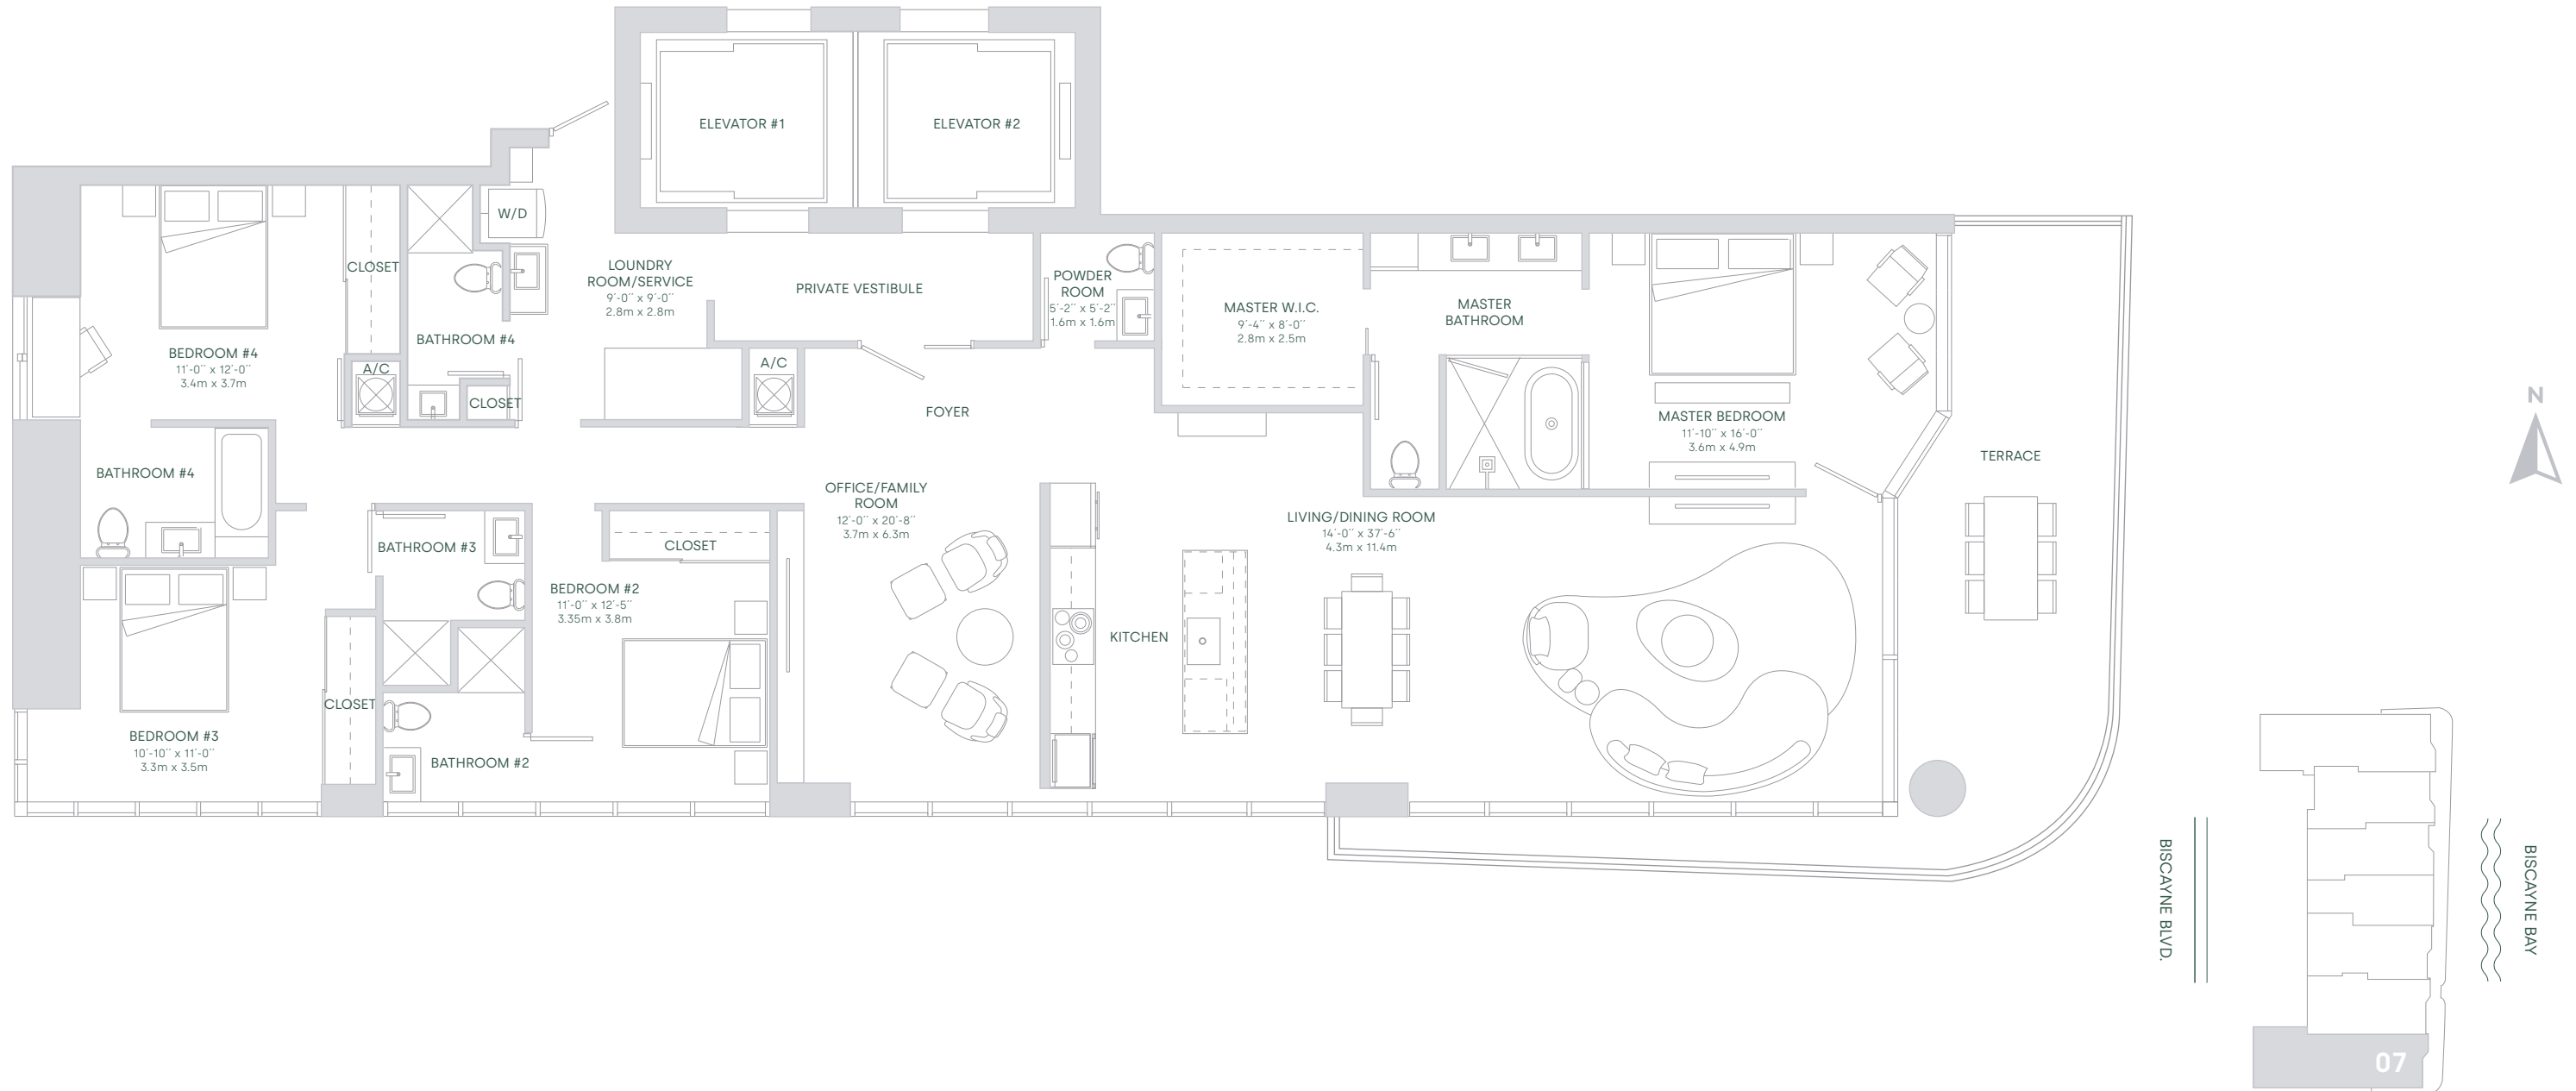 ELEVATOR #1
ELEVATOR #2
W/D
CLOSET
LOUNDRY
ROOM/SERVICE
9´-0´´ x 9´-0´´
2.8m x 2.8m
PRIVATE VESTIBULE
POWDER
ROOM
5´-2´´ x 5´-2´´
1.6m x 1.6m
MASTER W.I.C.
9´-4´´ x 8´-0´´
2.8m x 2.5m
MASTER
BATHROOM
BEDROOM #4
11´-0´´ x 12´-0´´
3.4m x 3.7m
BATHROOM #4
A/C
CLOSET
A/C
FOYER
MASTER BEDROOM
11´-10´´ x 16´-0´´
3.6m x 4.9m
TERRACE
N
BATHROOM #4
OFFICE/FAMILY
ROOM
12´-0´´ x 20´-8´´
3.7m x 6.3m
LIVING/DINING ROOM
14´-0´´ x 37´-6´´
4.3m x 11.4m
BATHROOM #3
CLOSET
BEDROOM #2
11´-0´´ x 12´-5´´
3.35m x 3.8m
KITCHEN
CLOSET
BEDROOM #3
10´-10´´ x 11´-0´´
3.3m x 3.5m
BATHROOM #2
BISCAYNE BLVD.
BISCAYNE BAY
07